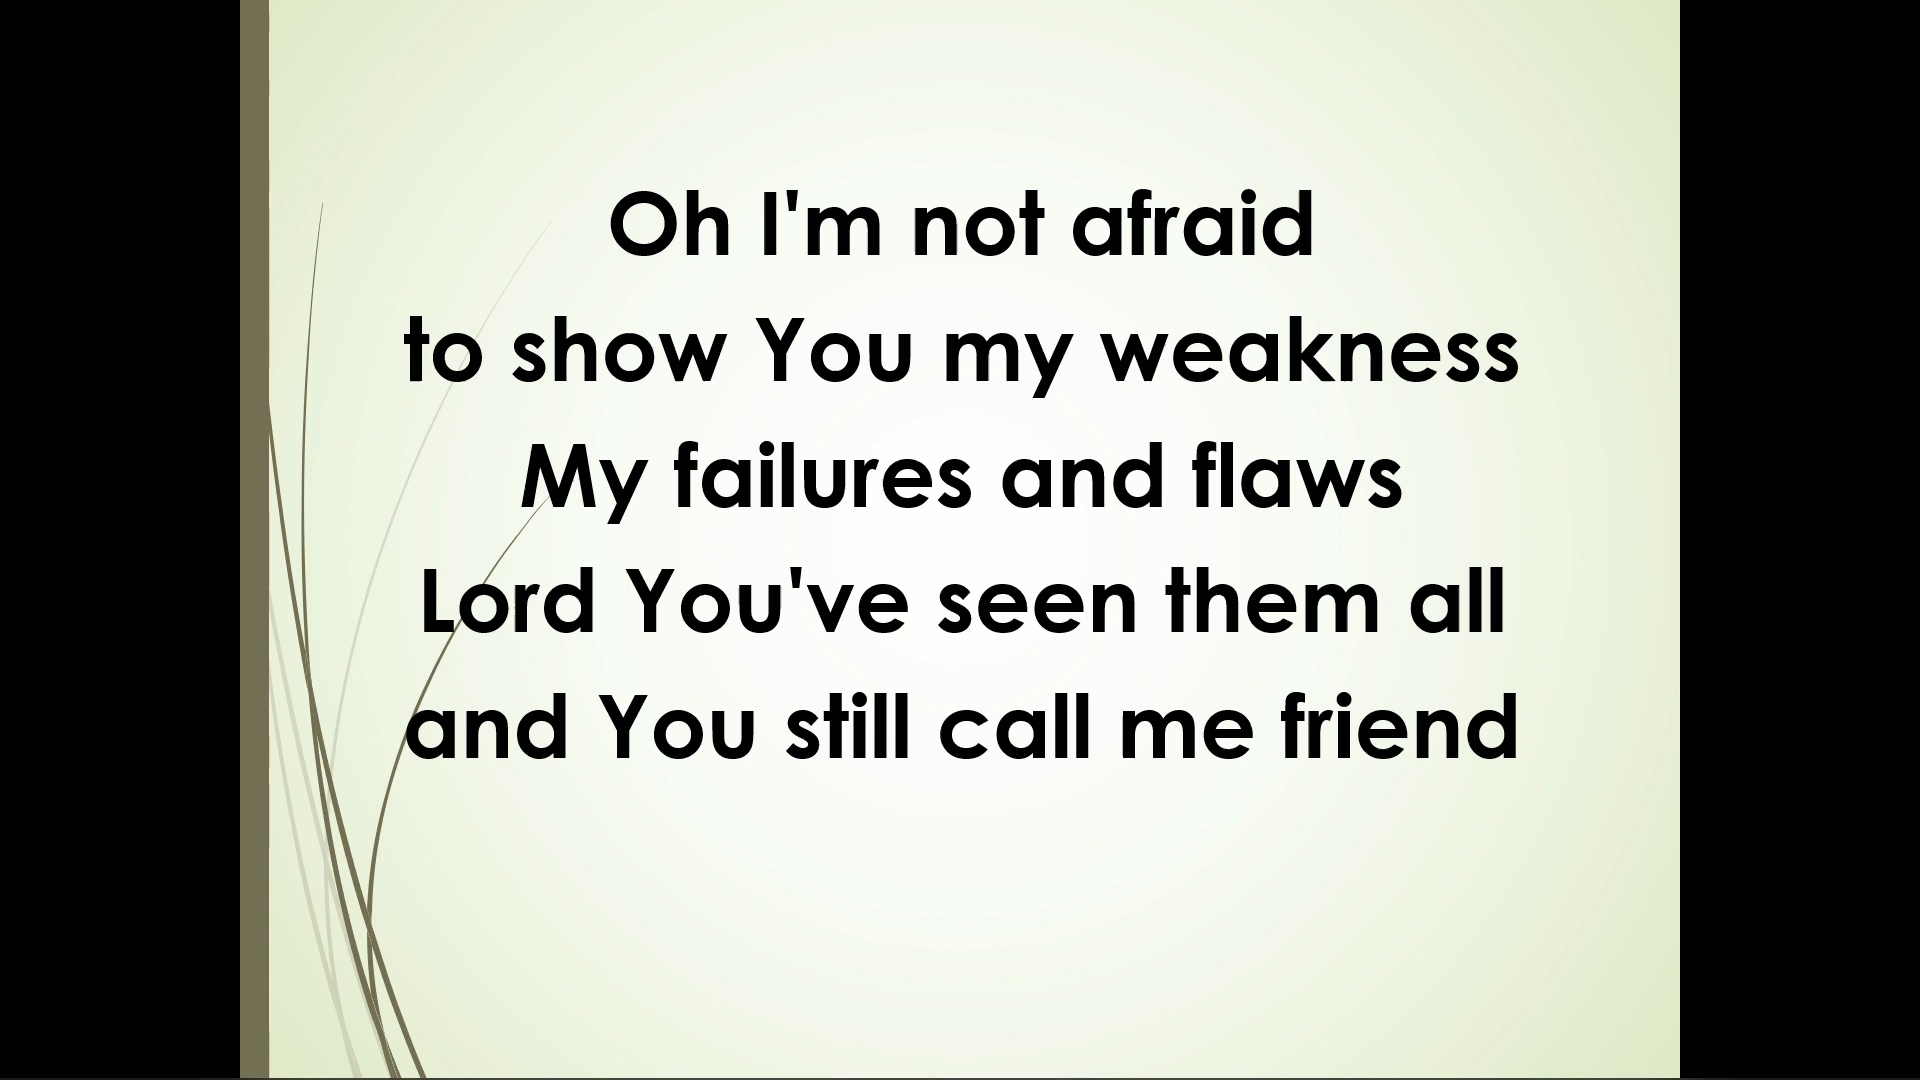 Oh I'm not afraid
to show You my weakness
My failures and flaws
Lord You've seen them all
and You still call me friend